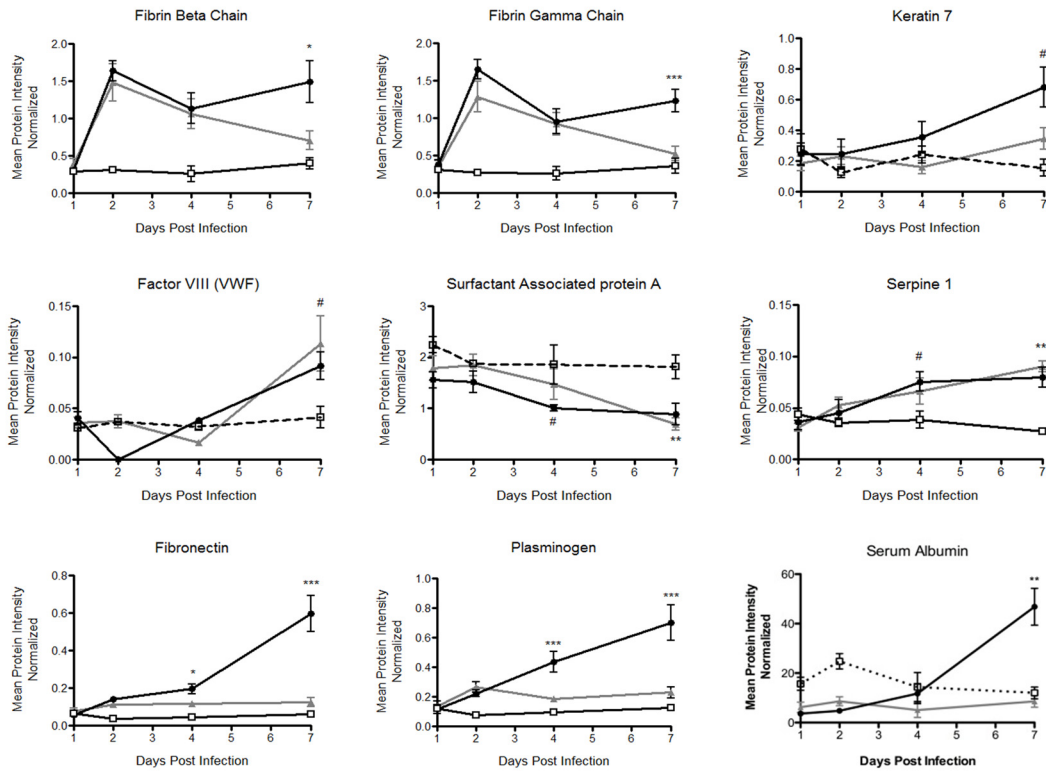 Fibrin Beta Chain
Mean Protein Intensity
Normalized
2.0
1.5
1.0
0.5
0.0
*
1 2 3 4 5 6 7
Days Post Infection
Fibrin Gamma Chain
Mean Protein Intensity
Normalized
2.0
1.5
1.0
0.5
0.0
***
1 2 3 4 5 6 7
Days Post Infection
Keratin 7
Mean Protein Intensity
Normalized
1.0
0.8
0.6
0.4
0.2
0.0
#
1 2 3 4 5 6 7
Days Post Infection
Factor VIII (VWF)
Mean Protein Intensity
Normalized
0.15
0.10
0.05
0.00
#
1 2 3 4 5 6 7
Days Post Infection
Surfactant Associated protein A
Mean Protein Intensity
Normalized
3
2
1
0
#
**
1 2 3 4 5 6 7
Days Post Infection
Serpine 1
Mean Protein Intensity
Normalized
0.15
0.10
0.05
0.00
#
**
1 2 3 4 5 6 7
Days Post Infection
Fibronectin
Mean Protein Intensity
Normalized
0.8
0.6
0.4
0.2
0.0
*
***
1 2 3 4 5 6 7
Days Post Infection
Plasminogen
Mean Protein Intensity
Normalized
1.0
0.8
0.6
0.4
0.2
0.0
***
***
1 2 3 4 5 6 7
Days Post Infection
Serum Albumin
Mean Protein Intensity
Normalized
60
40
20
0
**
1 2 3 4 5 6 7
Days Post Infection